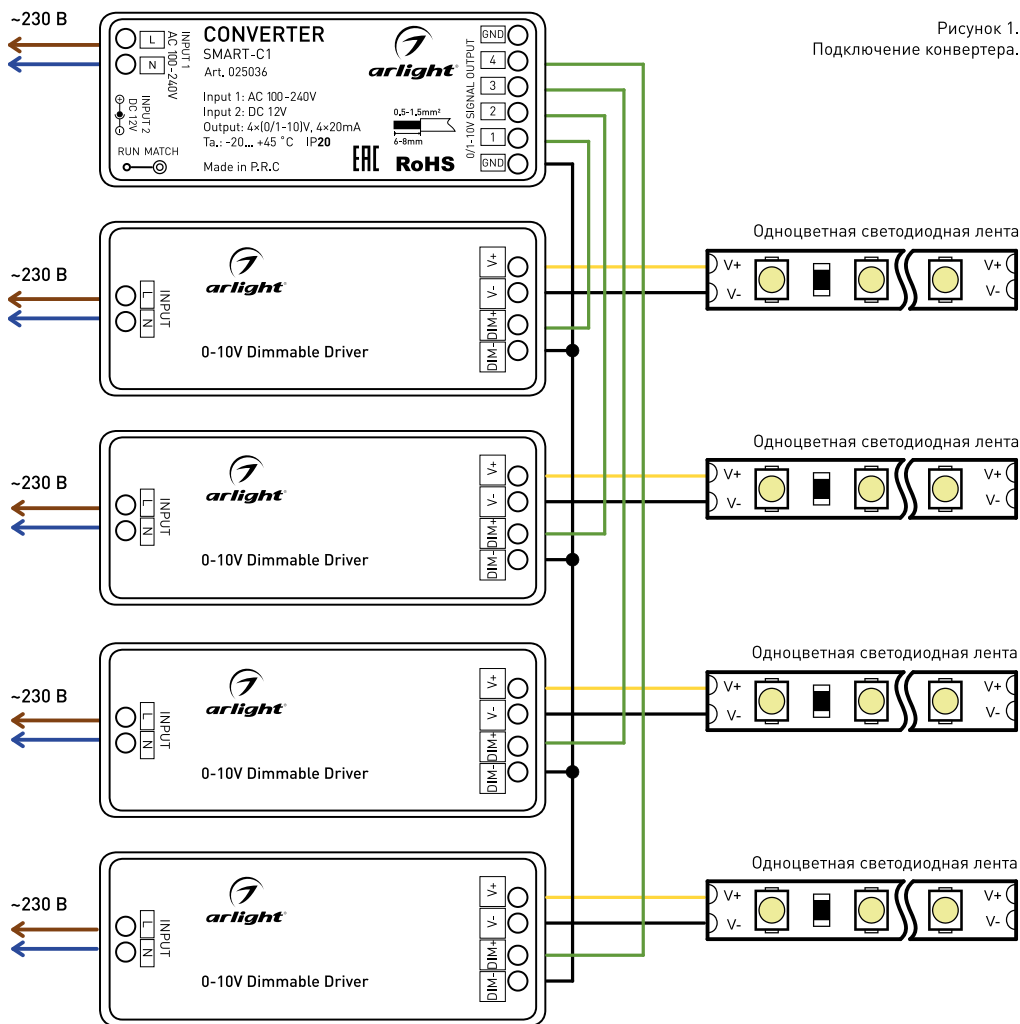 ~230 В
Рисунок 1.
Подключение конвертера.
L
N
INPUT 1
AC 100-240V
INPUT 2
DC 12V
RUN MATCH
CONVERTER
SMART-C1
Art. 025036
Input 1: AC 100-240V
Input 2: DC 12V
Output: 4×(0/1-10)V, 4×20mA
Ta.: -20... +45 °C IP20
Made in P.R.C
arlight
0,5-1,5mm²
6-8mm
EAC RoHS
0/1-10V SIGNAL OUTPUT
GND
4
3
2
1
GND
~230 В
L
N
INPUT
arlight
0-10V Dimmable Driver
V+
V-
DIM+
DIM-
Одноцветная светодиодная лента
V+
V-
V+
V-
~230 В
L
N
INPUT
arlight
0-10V Dimmable Driver
V+
V-
DIM+
DIM-
Одноцветная светодиодная лента
V+
V-
V+
V-
~230 В
L
N
INPUT
arlight
0-10V Dimmable Driver
V+
V-
DIM+
DIM-
Одноцветная светодиодная лента
V+
V-
V+
V-
~230 В
L
N
INPUT
arlight
0-10V Dimmable Driver
V+
V-
DIM+
DIM-
Одноцветная светодиодная лента
V+
V-
V+
V-